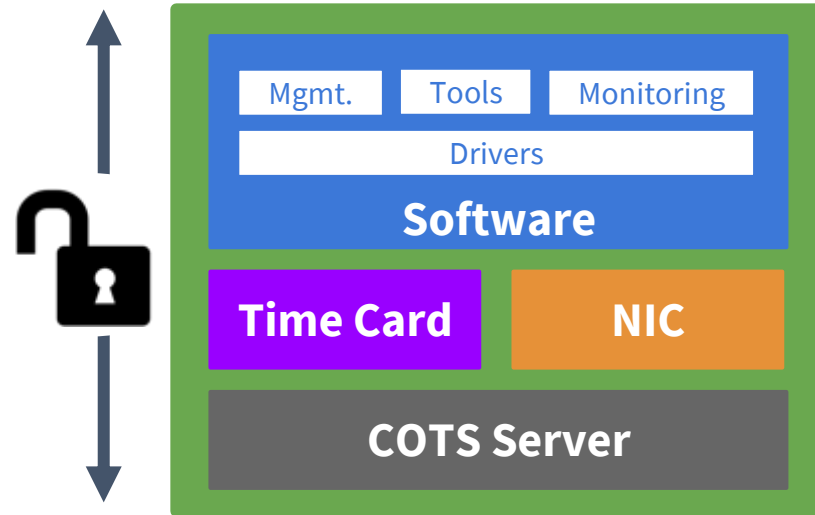 Mgmt. Tools Monitoring
Drivers
Software
Time Card NIC
COTS Server